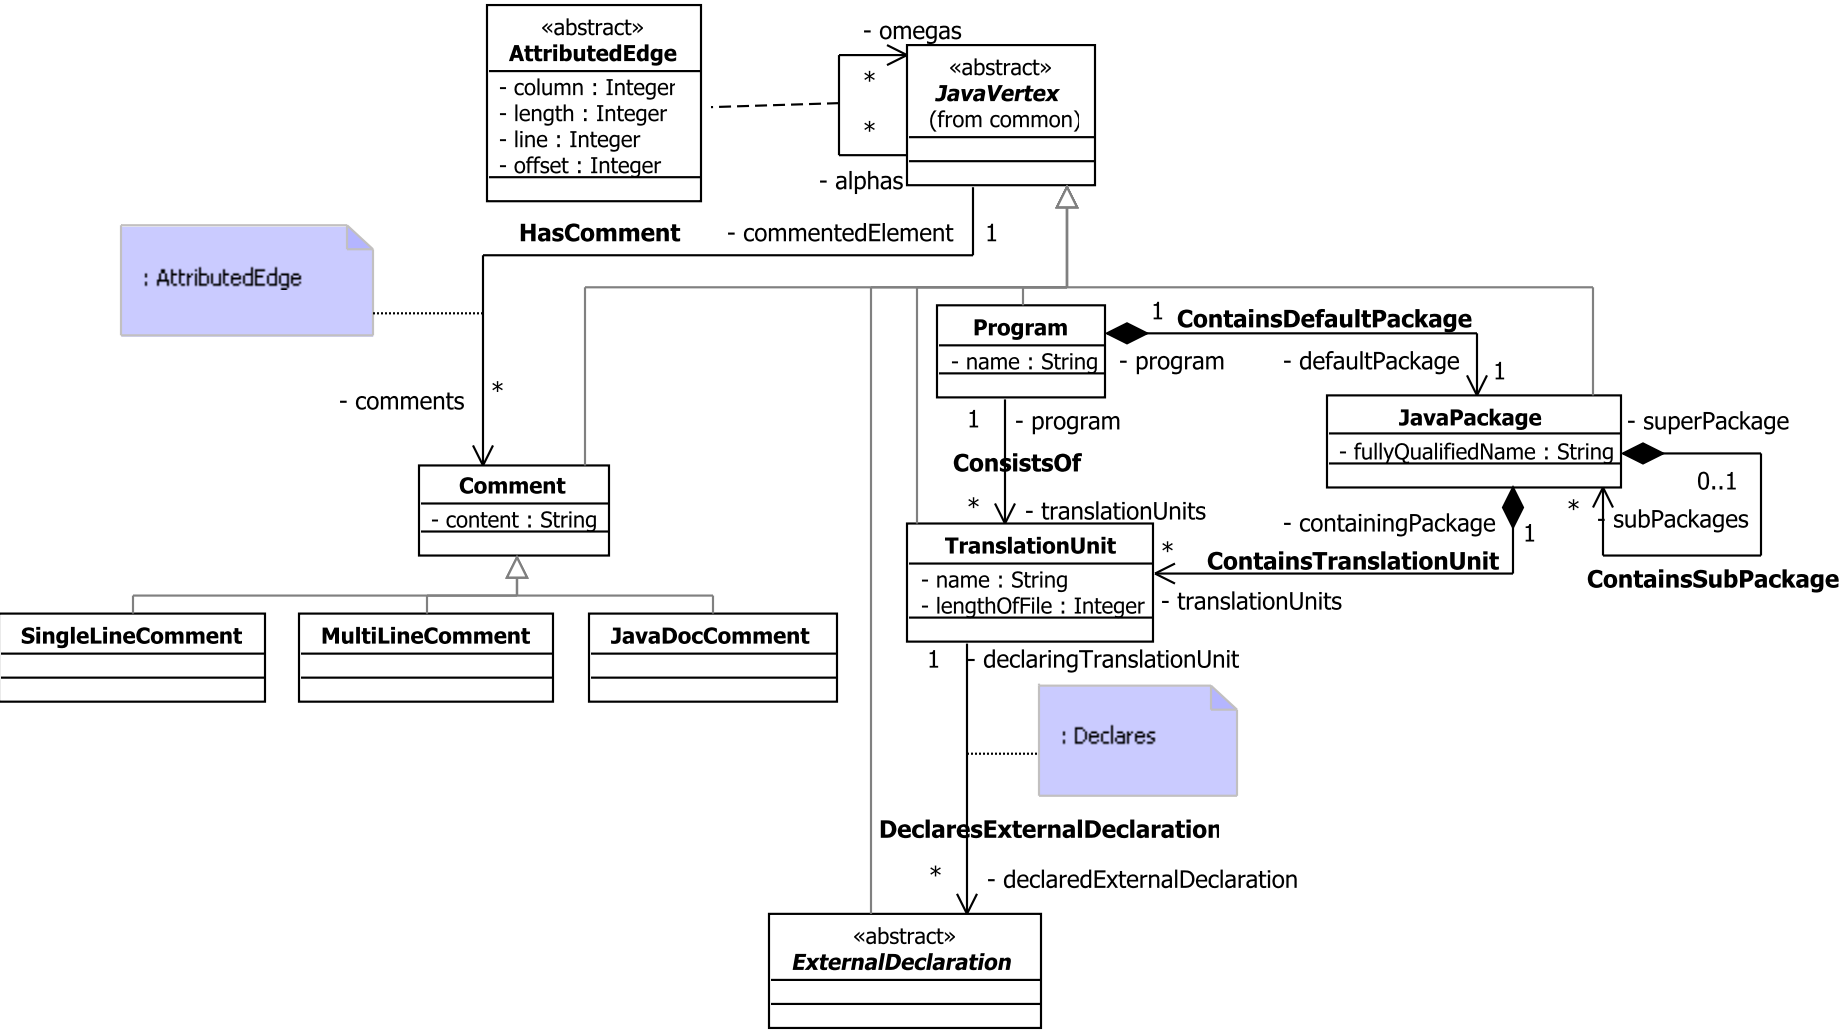 «abstract»
AttributedEdge
- column : Integer
- length : Integer
- line : Integer
- offset : Integer
- omegas
*
*
- alphas
«abstract»
JavaVertex
(from common)
HasComment
- commentedElement
1
: AttributedEdge
- comments
*
Program
- name : String
1
ContainsDefaultPackage
- program
- defaultPackage
1
JavaPackage
- fullyQualifiedName : String
- superPackage
0..1
*
- subPackages
ContainsSubPackage
1
- program
ConsistsOf
*
- translationUnits
- containingPackage
1
Comment
- content : String
TranslationUnit
- name : String
- lengthOfFile : Integer
*
ContainsTranslationUnit
- translationUnits
SingleLineComment
MultiLineComment
JavaDocComment
1
- declaringTranslationUnit
: Declares
DeclaresExternalDeclaration
*
- declaredExternalDeclaration
«abstract»
ExternalDeclaration